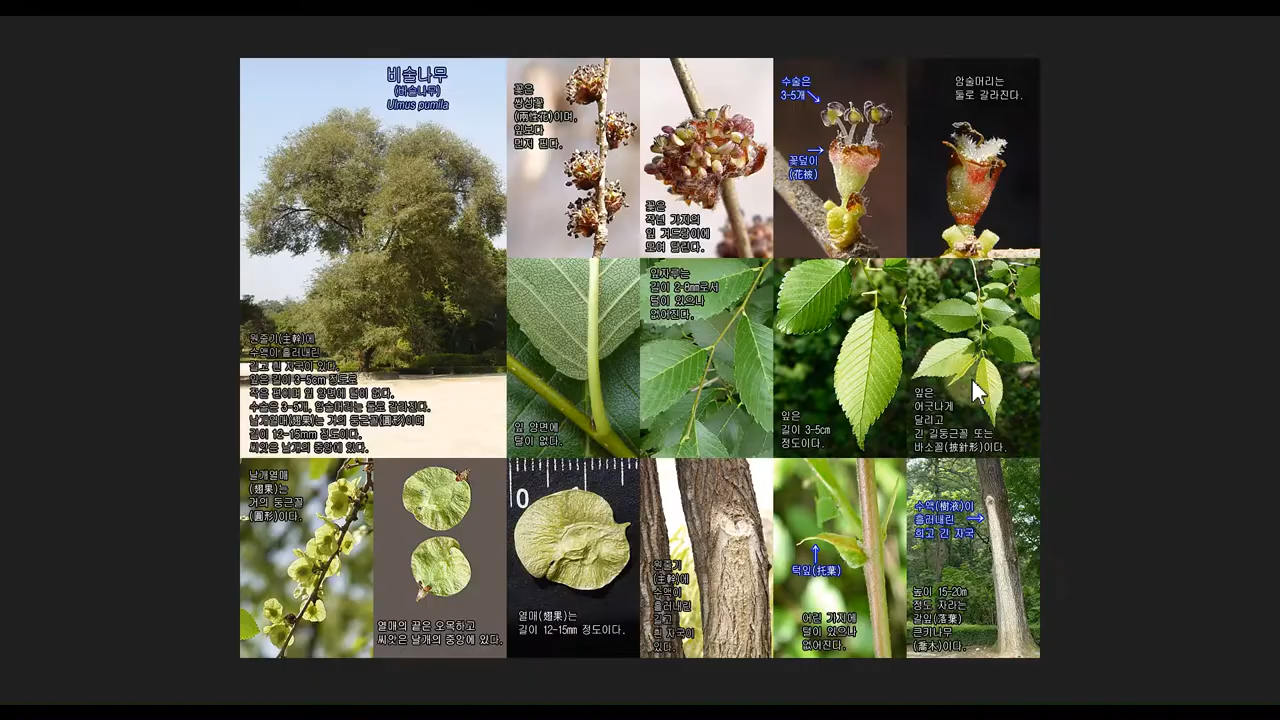 비술나무
(비술나무)
Ulmus pumila
원줄기(主幹)에
수액이 흘러내린
길고 흰 자국이 있다.
잎은 길이 3-5cm 정도로
작은 편이며 잎 양면에 털이 없다.
수술은 3-5개, 암술머리는 둘로 갈라진다.
날개열매(翅果)는 거의 둥근꼴(圓形)이며
길이 12-15mm 정도이다.
씨앗은 날개의 중앙에 있다.
꽃은
쌍성꽃
(兩性花)이며,
잎보다
먼저 핀다.
꽃은
작년 가지의
잎 겨드랑이에
모여 달린다.
수술은
3-5개
꽃덮이
(花被)
암술머리는
둘로 갈라진다.
잎 양면에
털이 없다.
잎자루는
길이 2-8mm로서
털이 있으나
없어진다.
잎은
길이 3-5cm
정도이다.
잎은
어긋나게
달리고
긴 길둥근꼴 또는
바소꼴(披針形)이다.
날개열매
(翅果)는
거의 둥근꼴
(圓形)이다.
열매의 끝은 오목하고
씨앗은 날개의 중앙에 있다.
0
열매(翅果)는
길이 12-15mm 정도이다.
원줄기
(主幹)에
수액이
흘러내린
길고
흰 자국이
있다.
턱잎(托葉)
어린 가지에
털이 있으나
없어진다.
수액(樹液)이
흘러내린
희고 긴 자국
높이 15-20m
정도 자라는
갈잎(落葉)
큰키나무
(喬木)이다.